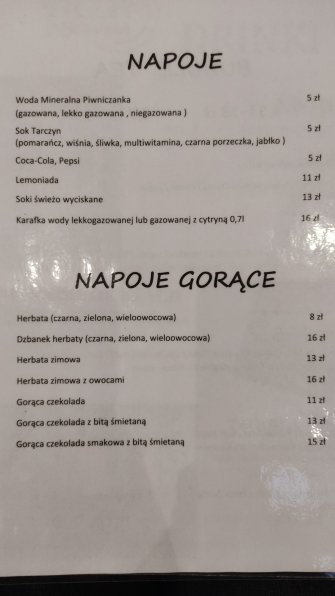 NAPOJE
Woda Mineralna Piwniczanka 5 zł
(gazowana, lekko gazowana , niegazowana )
Sok Tarczyn 5 zł
(pomarańcz, wiśnia, śliwka, multiwitamina, czarna porzeczka, jabłko )
Coca-Cola, Pepsi 5 zł
Lemoniada 11 zł
Soki świeżo wyciskane 13 zł
Karafka wody lekkogazowanej lub gazowanej z cytryną 0,7l 16 zł
NAPOJE GORĄCE
Herbata (czarna, zielona, wieloowocowa) 8 zł
Dzbanek herbaty (czarna, zielona, wieloowocowa) 16 zł
Herbata zimowa 13 zł
Herbata zimowa z owocami 16 zł
Gorąca czekolada 11 zł
Gorąca czekolada z bitą śmietaną 13 zł
Gorąca czekolada smakowa z bitą śmietaną 15 zł